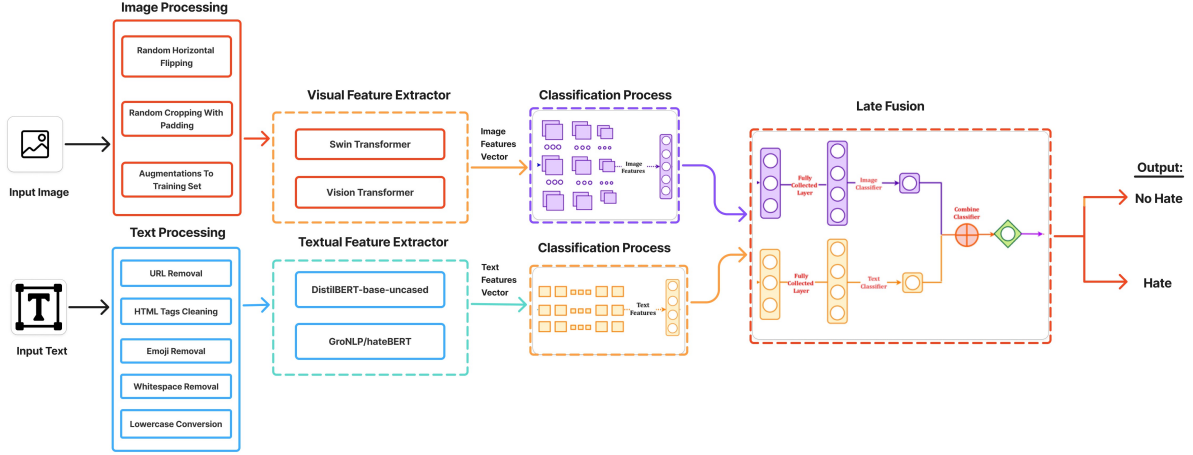 Image Processing
Random Horizontal
Flipping
Random Cropping With
Padding
Augmentations To
Training Set
Input Image
Visual Feature Extractor
Swin Transformer
Vision Transformer
Image
Features
Vector
Classification Process
Image
Features
Text Processing
URL Removal
HTML Tags Cleaning
Emoji Removal
Whitespace Removal
Lowercase Conversion
Input Text
Textual Feature Extractor
DistilBERT-base-uncased
GroNLP/hateBERT
Text
Features
Vector
Classification Process
Text
Features
Late Fusion
Fully
Collected
Layer
Image
Classifier
Combine
Classifier
Fully
Collected
Layer
Text
Classifier
Output:
No Hate
Hate